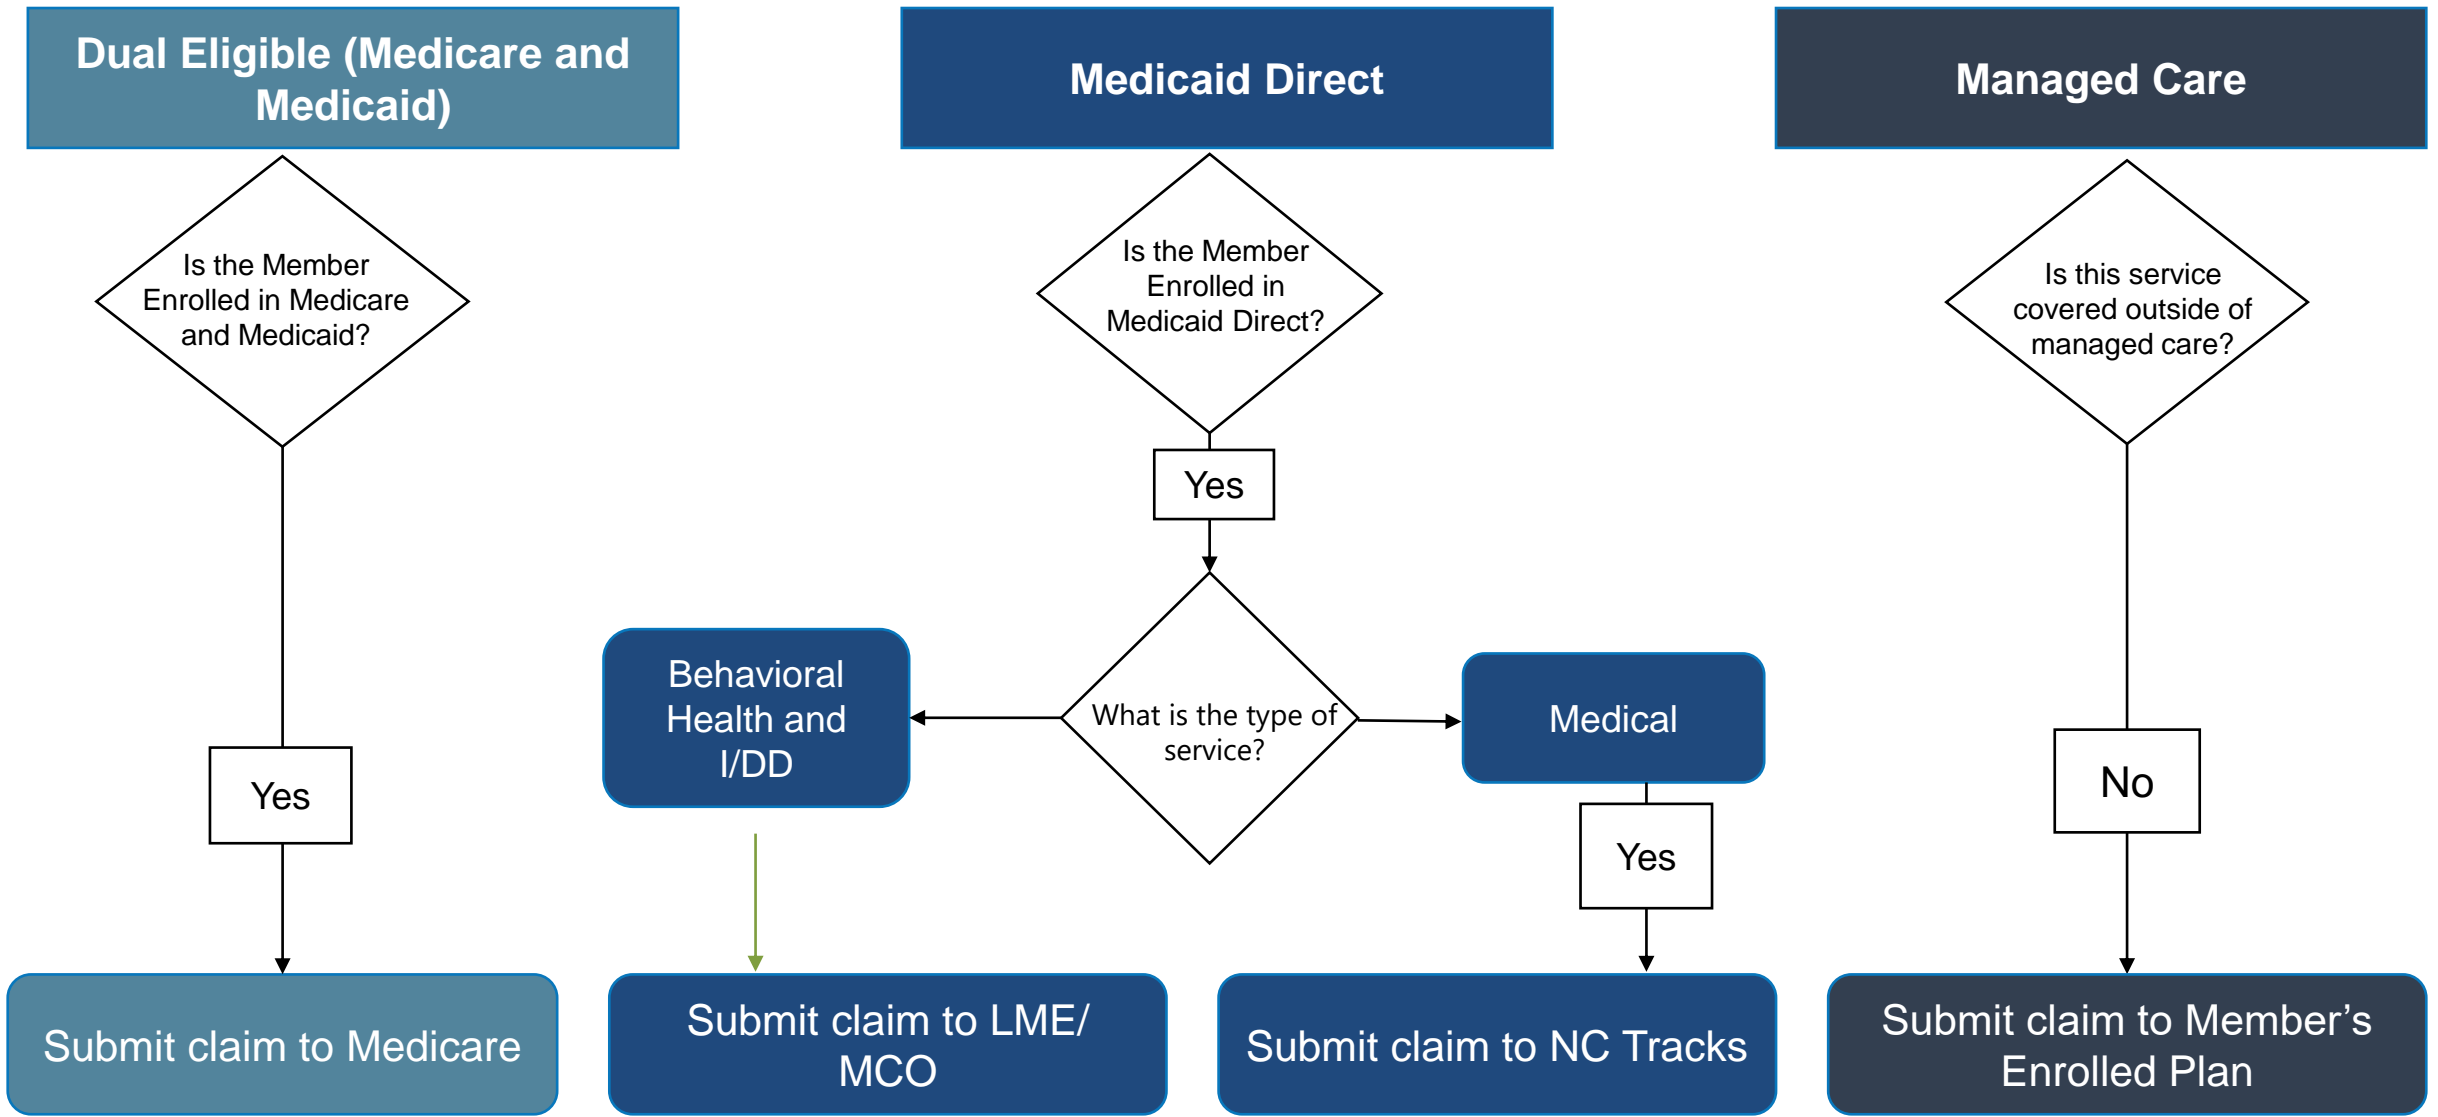 Dual Eligible (Medicare and
Medicaid)
Medicaid Direct
Managed Care
Is the Member
Enrolled in Medicare
and Medicaid?
Is the Member
Enrolled in
Medicaid Direct?
Is this service
covered outside of
managed care?
Yes
Behavioral
Health and
I/DD
What is the type of
service?
Medical
Yes
Yes
No
Submit claim to Medicare
Submit claim to LME/
MCO
Submit claim to NC Tracks
Submit claim to Member’s
Enrolled Plan